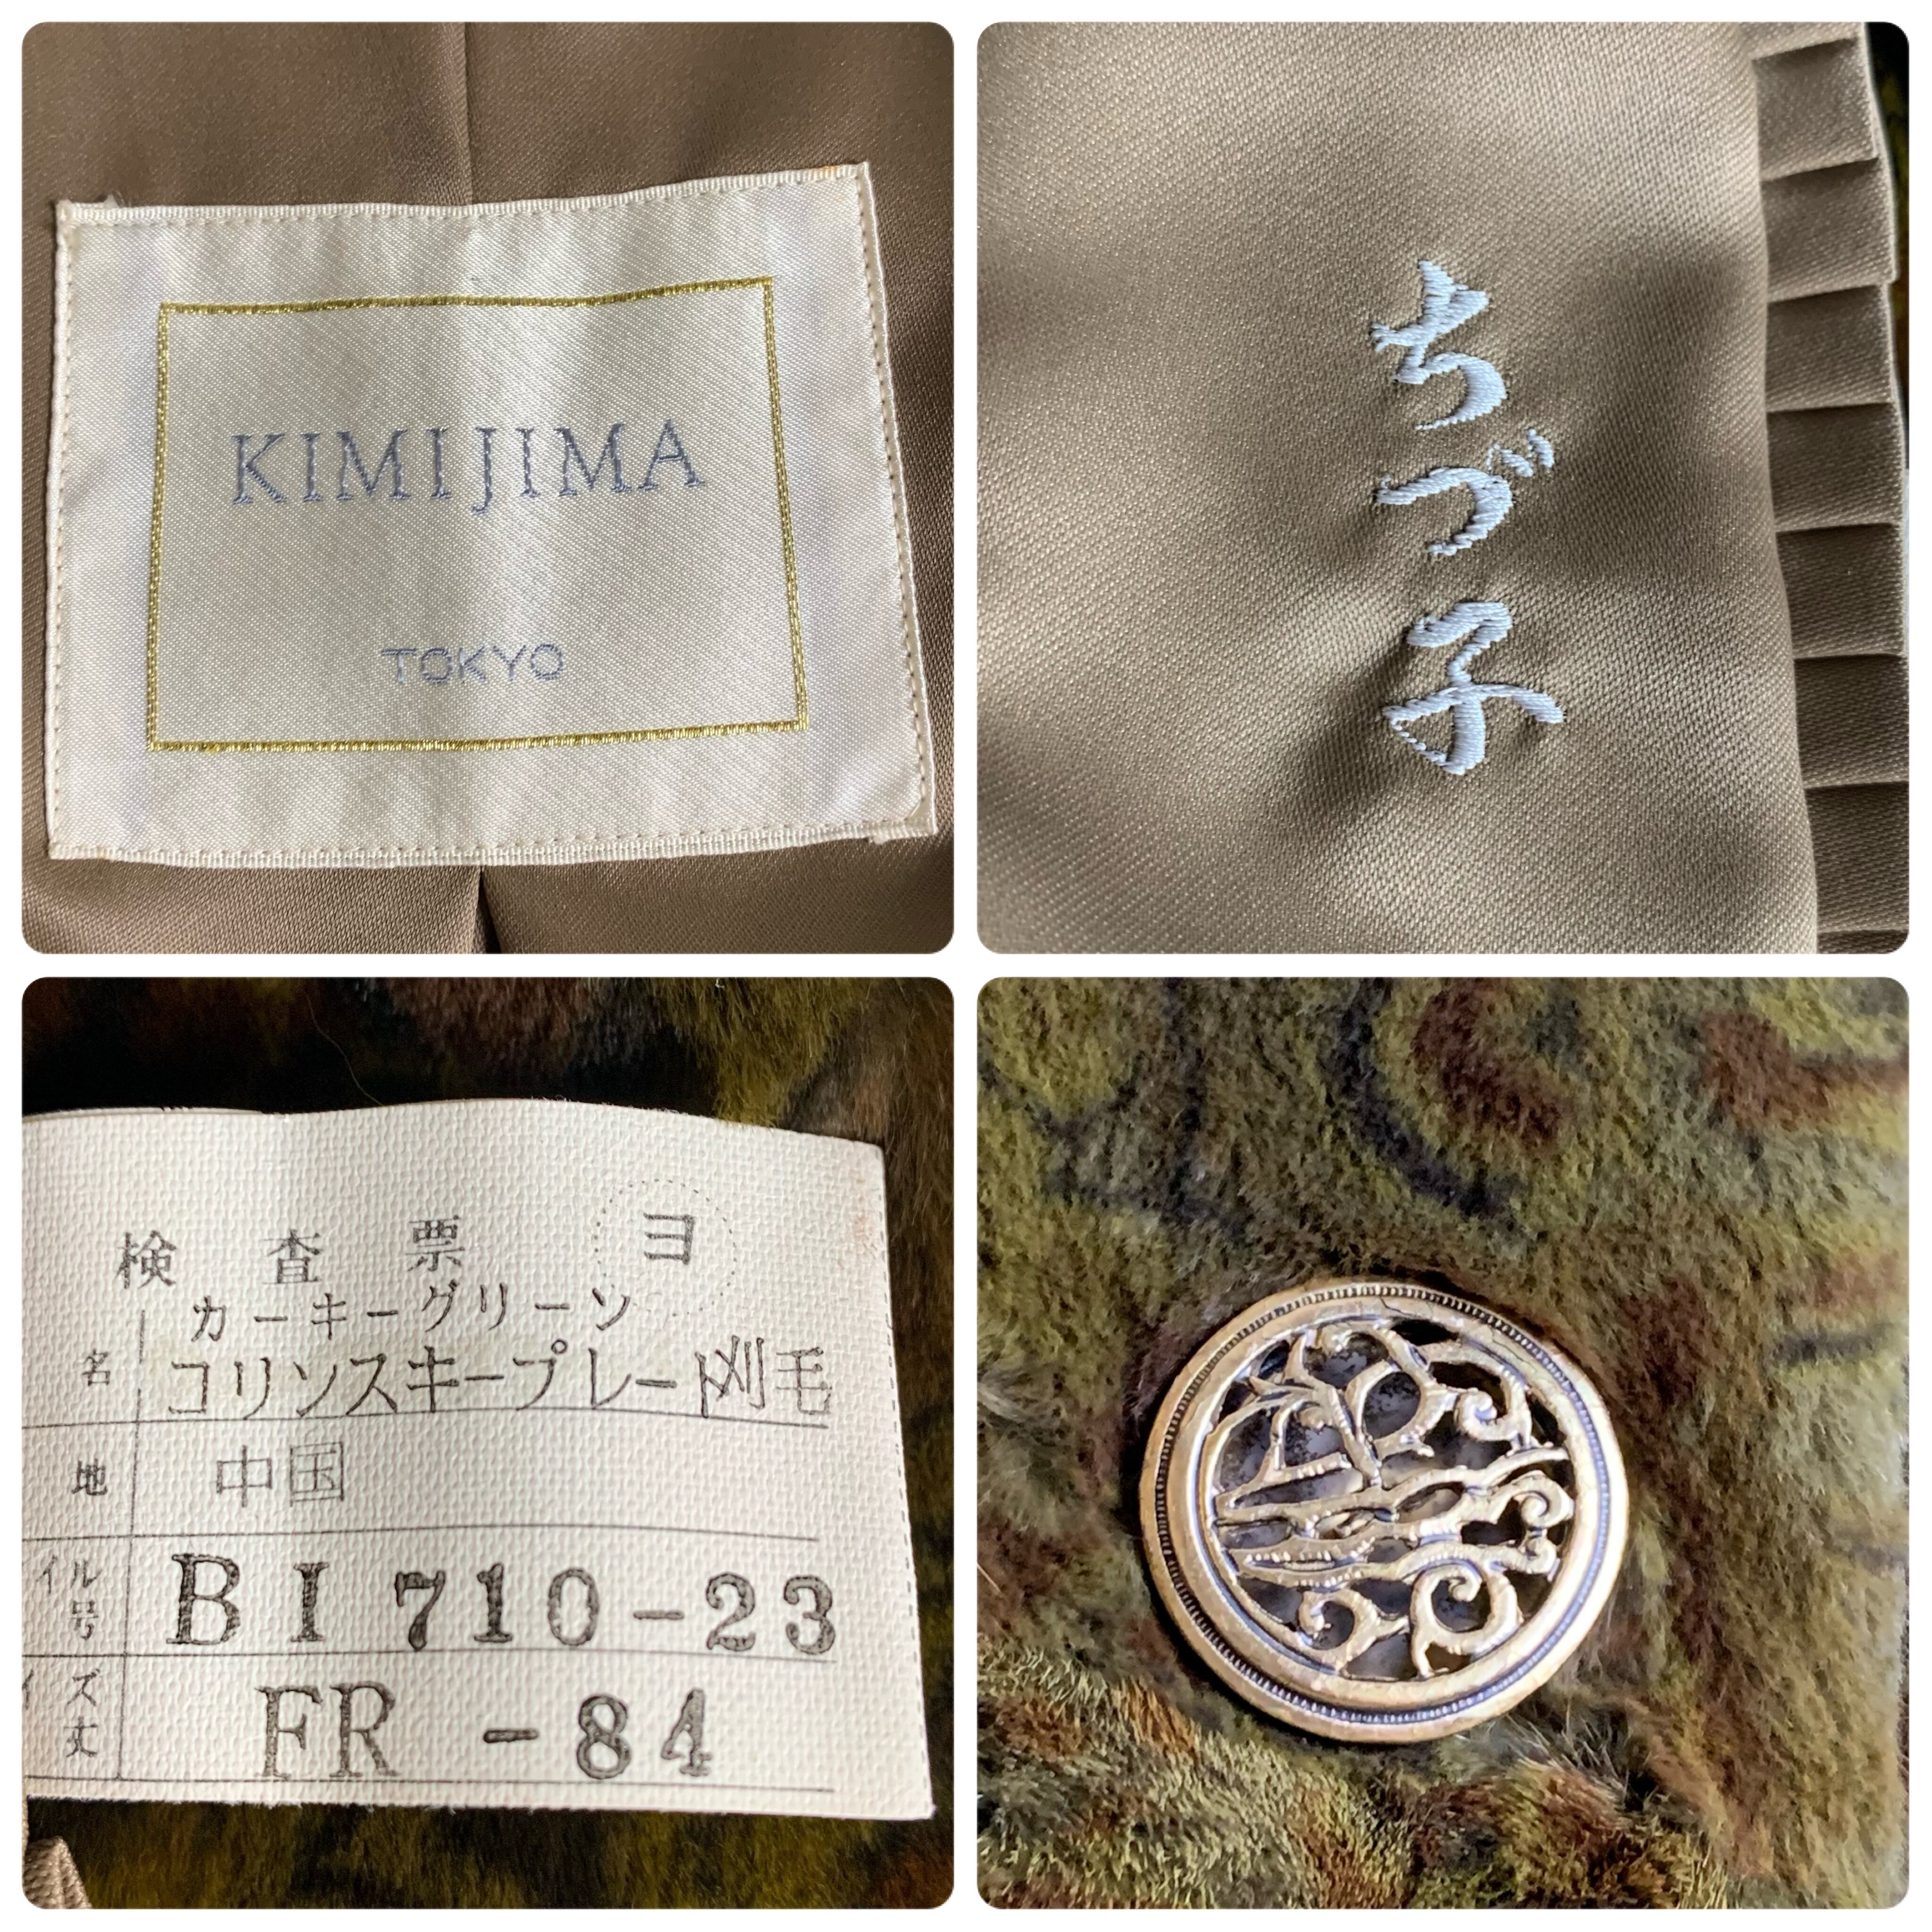 KIMIJIMA
TOKYO
ちづ子
検査票 ヨ
カーキーグリーン
名 コリンスキープレート刈毛
地 中国
イル
号 BI 710-23
イズ
丈 FR -84